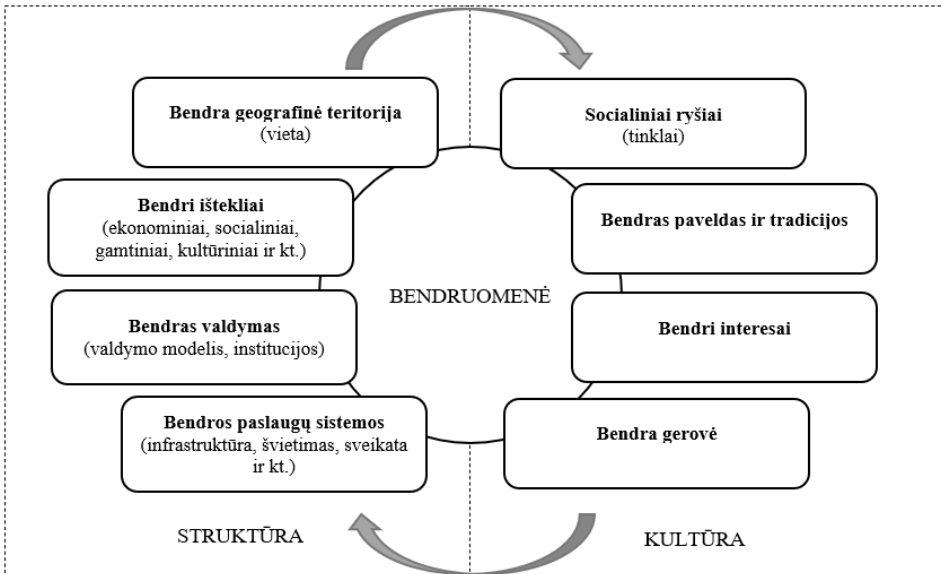 Bendra geografinė teritorija
(vieta)
Bendri ištekliai
(ekonominiai, socialiniai,
gamtiniai, kultūriniai ir kt.)
Bendras valdymas
(valdymo modelis, institucijos)
Bendros paslaugų sistemos
(infrastruktūra, švietimas, sveikata
ir kt.)
STRUKTŪRA
BENDRUOMENĖ
Socialiniai ryšiai
(tinklai)
Bendras paveldas ir tradicijos
Bendri interesai
Bendra gerovė
KULTŪRA